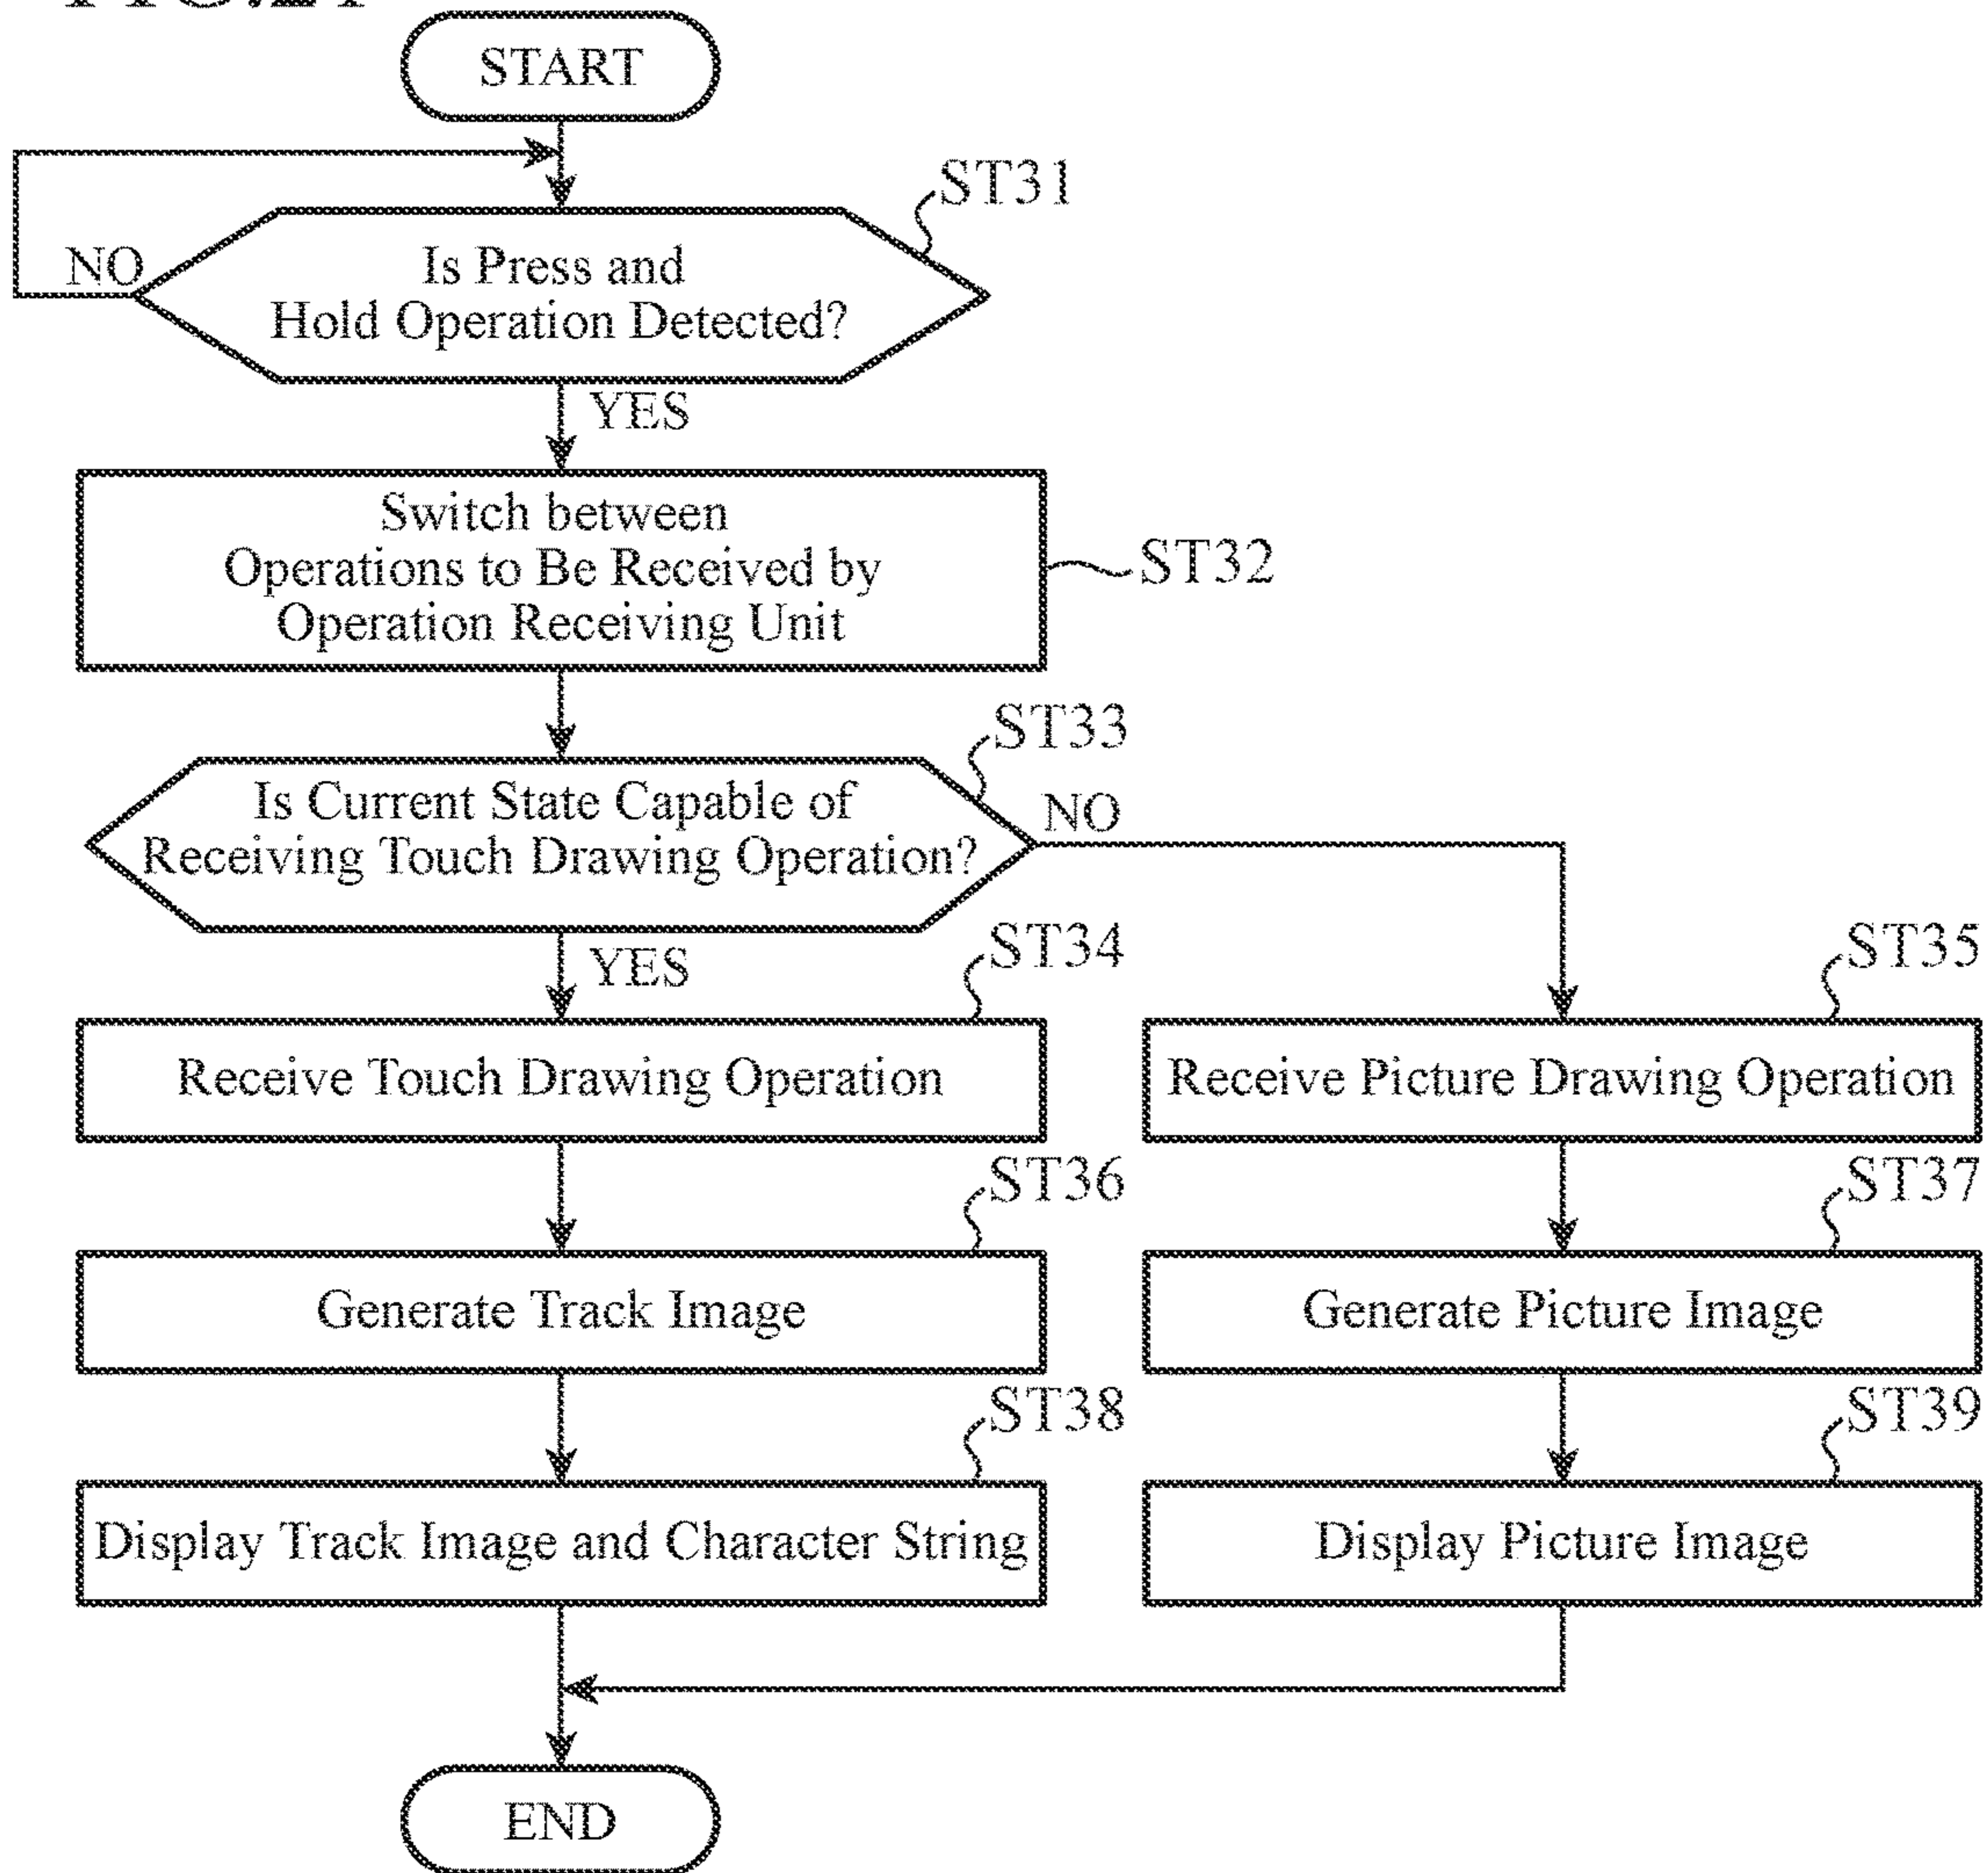 START
ST31
NO
Is Press and
Hold Operation Detected?
YES
Switch between
Operations to Be Received by
Operation Receiving Unit
ST32
ST33
Is Current State Capable of
Receiving Touch Drawing Operation?
NO
YES
ST34
ST35
Receive Touch Drawing Operation
Receive Picture Drawing Operation
ST36
ST37
Generate Track Image
Generate Picture Image
ST38
ST39
Display Track Image and Character String
Display Picture Image
END